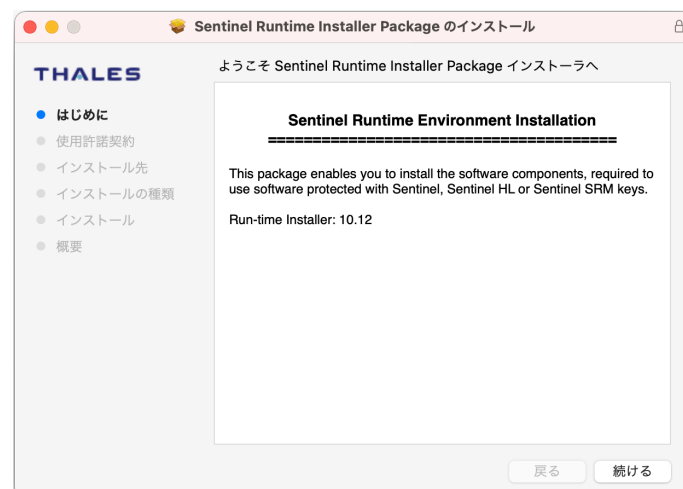 Sentinel Runtime Installer Package のインストール
THALES
ようこそ Sentinel Runtime Installer Package インストーラへ
はじめに
使用許諾契約
インストール先
インストールの種類
インストール
概要
Sentinel Runtime Environment Installation
=======================================
This package enables you to install the software components, required to
use software protected with Sentinel, Sentinel HL or Sentinel SRM keys.
Run-time Installer: 10.12
戻る
続ける